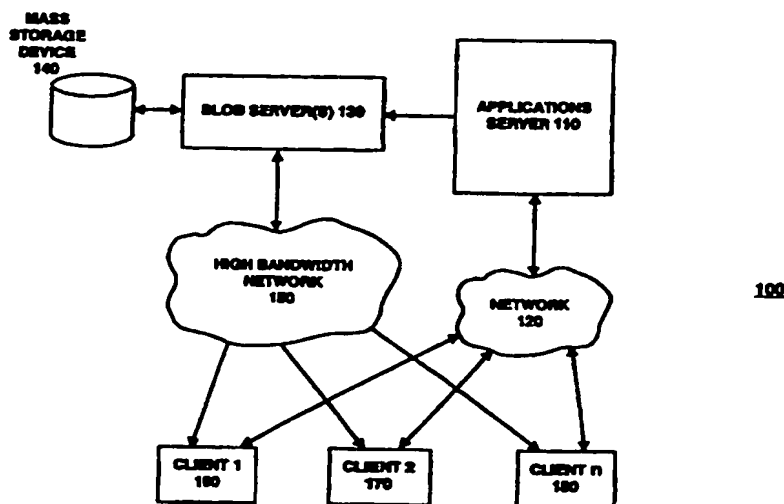 MASS
STORAGE
DEVICE
140
BLOB SERVER(S) 130
APPLICATIONS
SERVER 110
HIGH BANDWIDTH
NETWORK
150
NETWORK
120
100
CLIENT 1
160
CLIENT 2
170
CLIENT n
180